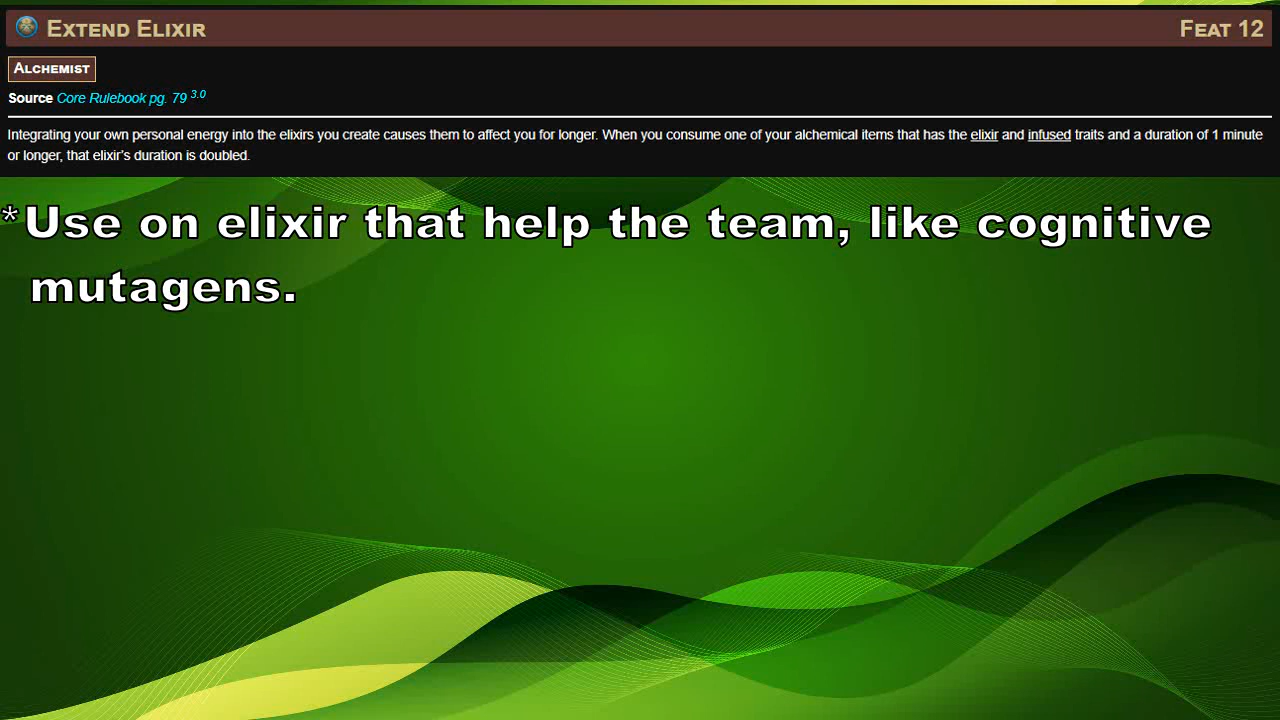 Extend Elixir Feat 12
Alchemist
Source Core Rulebook pg. 79 3.0
Integrating your own personal energy into the elixirs you create causes them to affect you for longer. When you consume one of your alchemical items that has the elixir and infused traits and a duration of 1 minute
or longer, that elixir's duration is doubled.
*Use on elixir that help the team, like cognitive
mutagens.